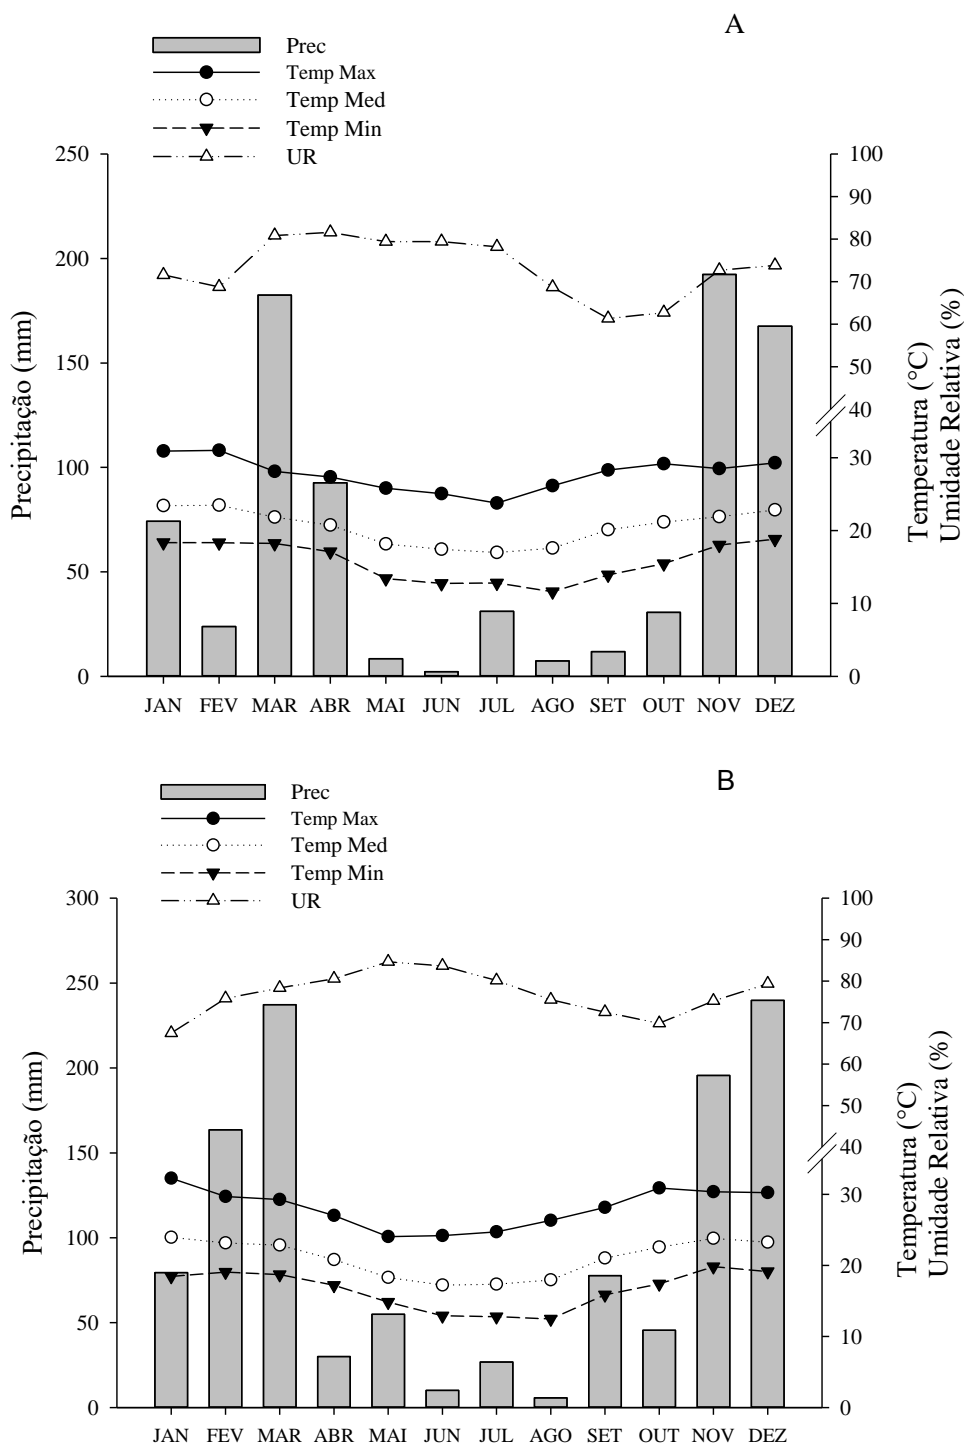 A
Prec
Temp Max
Temp Med
Temp Min
UR
250
200
150
100
50
0
Precipitação (mm)
100
90
80
70
60
50
40
30
20
10
0
Temperatura (°C)
Umidade Relativa (%)
JAN FEV MAR ABR MAI JUN JUL AGO SET OUT NOV DEZ
B
Prec
Temp Max
Temp Med
Temp Min
UR
300
250
200
150
100
50
0
Precipitação (mm)
100
90
80
70
60
50
40
30
20
10
0
Temperatura (°C)
Umidade Relativa (%)
JAN FEV MAR ABR MAI JUN JUL AGO SET OUT NOV DEZ